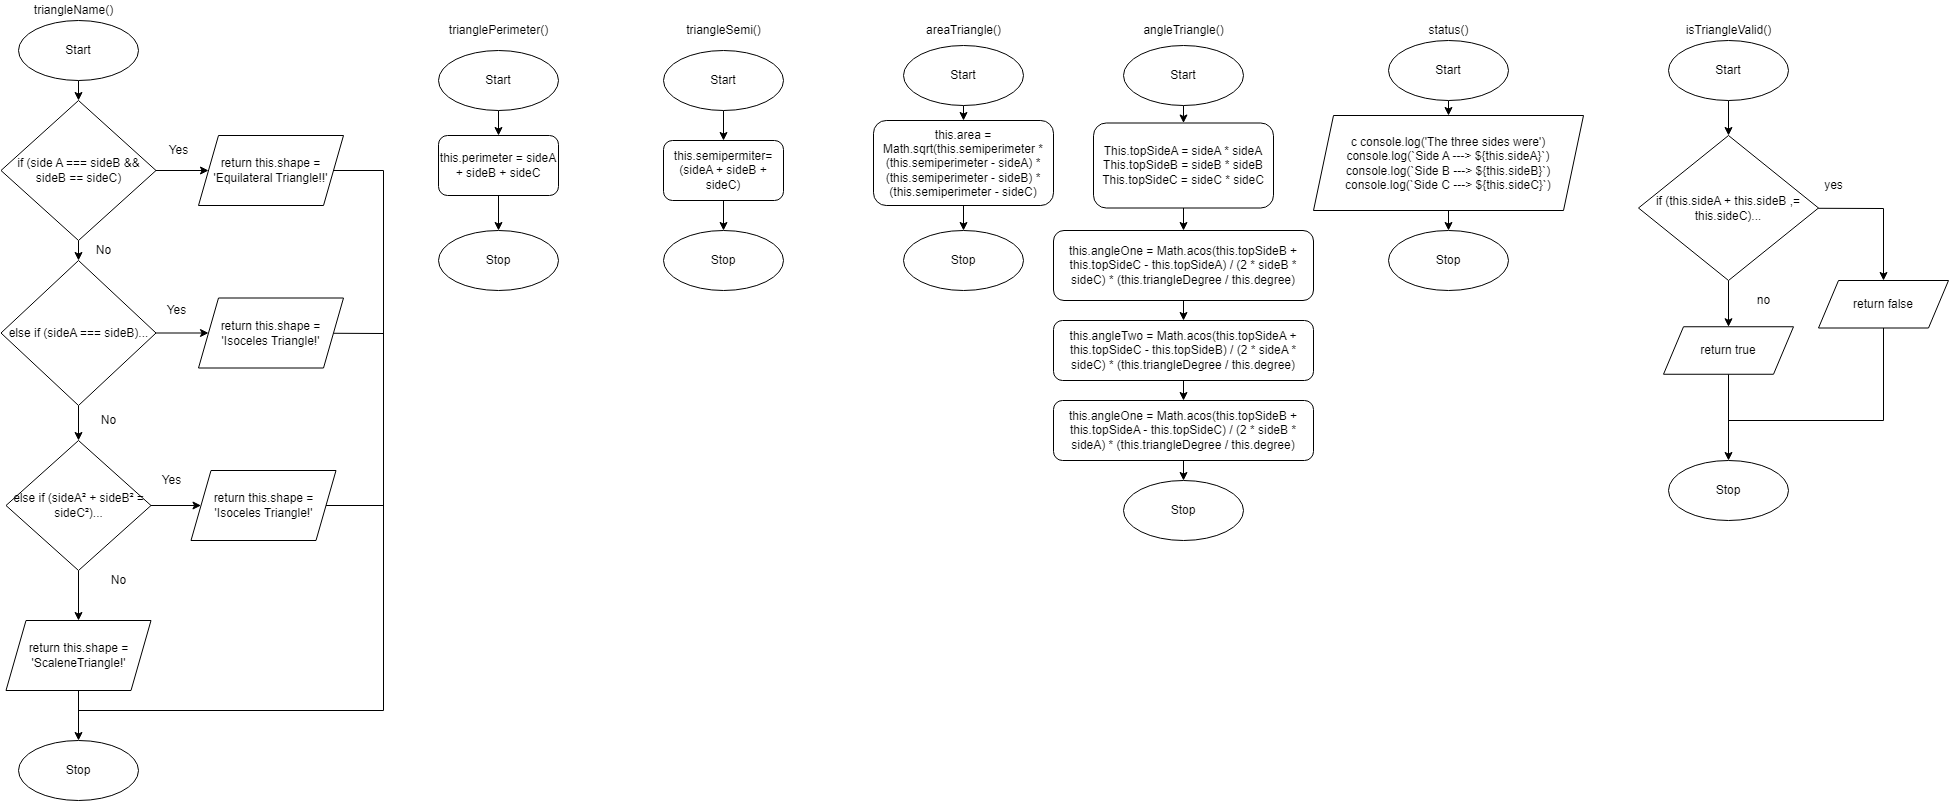 triangleName()
Start
if (side A === sideB &&
sideB == sideC)
Yes
return this.shape =
'Equilateral Triangle!!'
No
else if (sideA === sideB)...
Yes
return this.shape =
'Isoceles Triangle!'
No
else if (sideA² + sideB² =
sideC²)...
Yes
return this.shape =
'Isoceles Triangle!'
No
return this.shape =
'ScaleneTriangle!'
Stop
trianglePerimeter()
Start
this.perimeter = sideA
+ sideB + sideC
Stop
triangleSemi()
Start
this.semipermiter=
(sideA + sideB +
sideC)
Stop
areaTriangle()
Start
this.area =
Math.sqrt(this.semiperimeter *
(this.semiperimeter - sideA) *
(this.semiperimeter - sideB) *
(this.semiperimeter - sideC)
Stop
angleTriangle()
Start
This.topSideA = sideA * sideA
This.topSideB = sideB * sideB
This.topSideC = sideC * sideC
this.angleOne = Math.acos(this.topSideB +
this.topSideC - this.topSideA) / (2 * sideB *
sideC) * (this.triangleDegree / this.degree)
this.angleTwo = Math.acos(this.topSideA +
this.topSideC - this.topSideB) / (2 * sideA *
sideC) * (this.triangleDegree / this.degree)
this.angleOne = Math.acos(this.topSideB +
this.topSideA - this.topSideC) / (2 * sideB *
sideA) * (this.triangleDegree / this.degree)
Stop
status()
Start
c console.log('The three sides were')
console.log(`Side A ---> ${this.sideA}`)
console.log(`Side B ---> ${this.sideB}`)
console.log(`Side C ---> ${this.sideC}`)
Stop
isTriangleValid()
Start
if (this.sideA + this.sideB ,=
this.sideC)...
yes
return false
no
return true
Stop